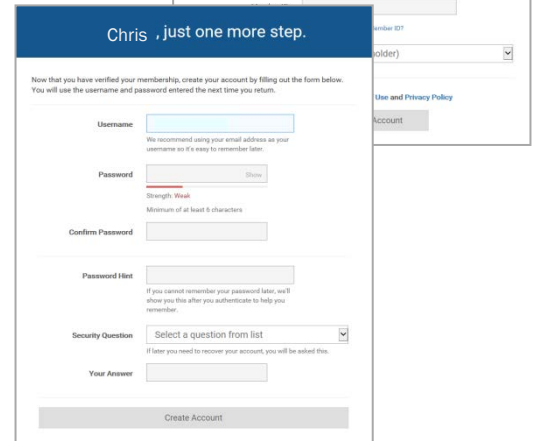 Chris , just one more step.
Now that you have verified your membership, create your account by filling out the form below.
You will use the username and password entered the next time you return.
Username
We recommend using your email address as your
username so it's easy to remember later.
Password
Show
Strength: Weak
Minimum of at least 6 characters
Confirm Password
Password Hint
If you cannot remember your password later, we'll
show you this after you authenticate to help you
remember.
Security Question
Select a question from list
If later you need to recover your account, you will be asked this.
Your Answer
Create Account
ember ID?
older)
Use and Privacy Policy
Account